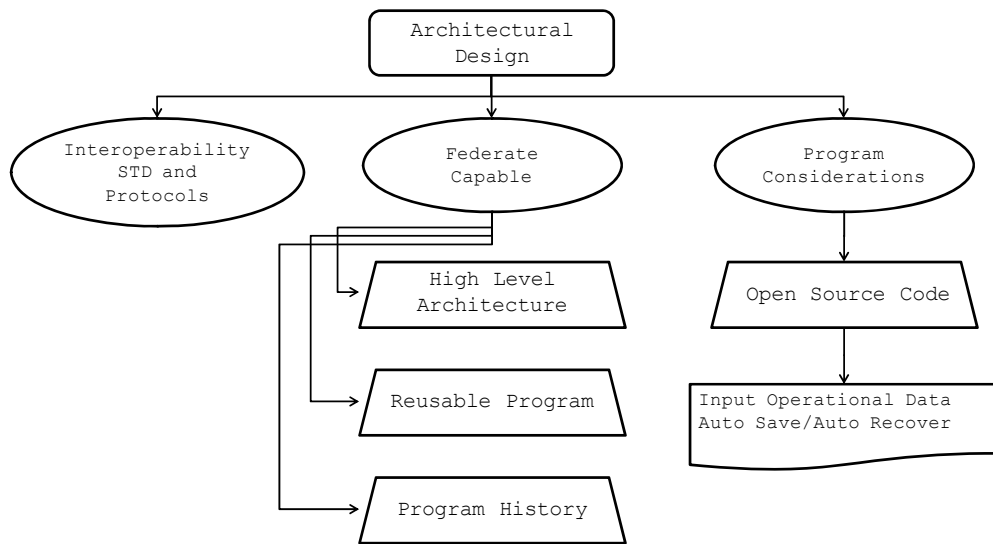 Architectural
Design
Interoperability
STD and
Protocols
Federate
Capable
Program
Considerations
High Level
Architecture
Open Source Code
Reusable Program
Input Operational Data
Auto Save/Auto Recover
Program History